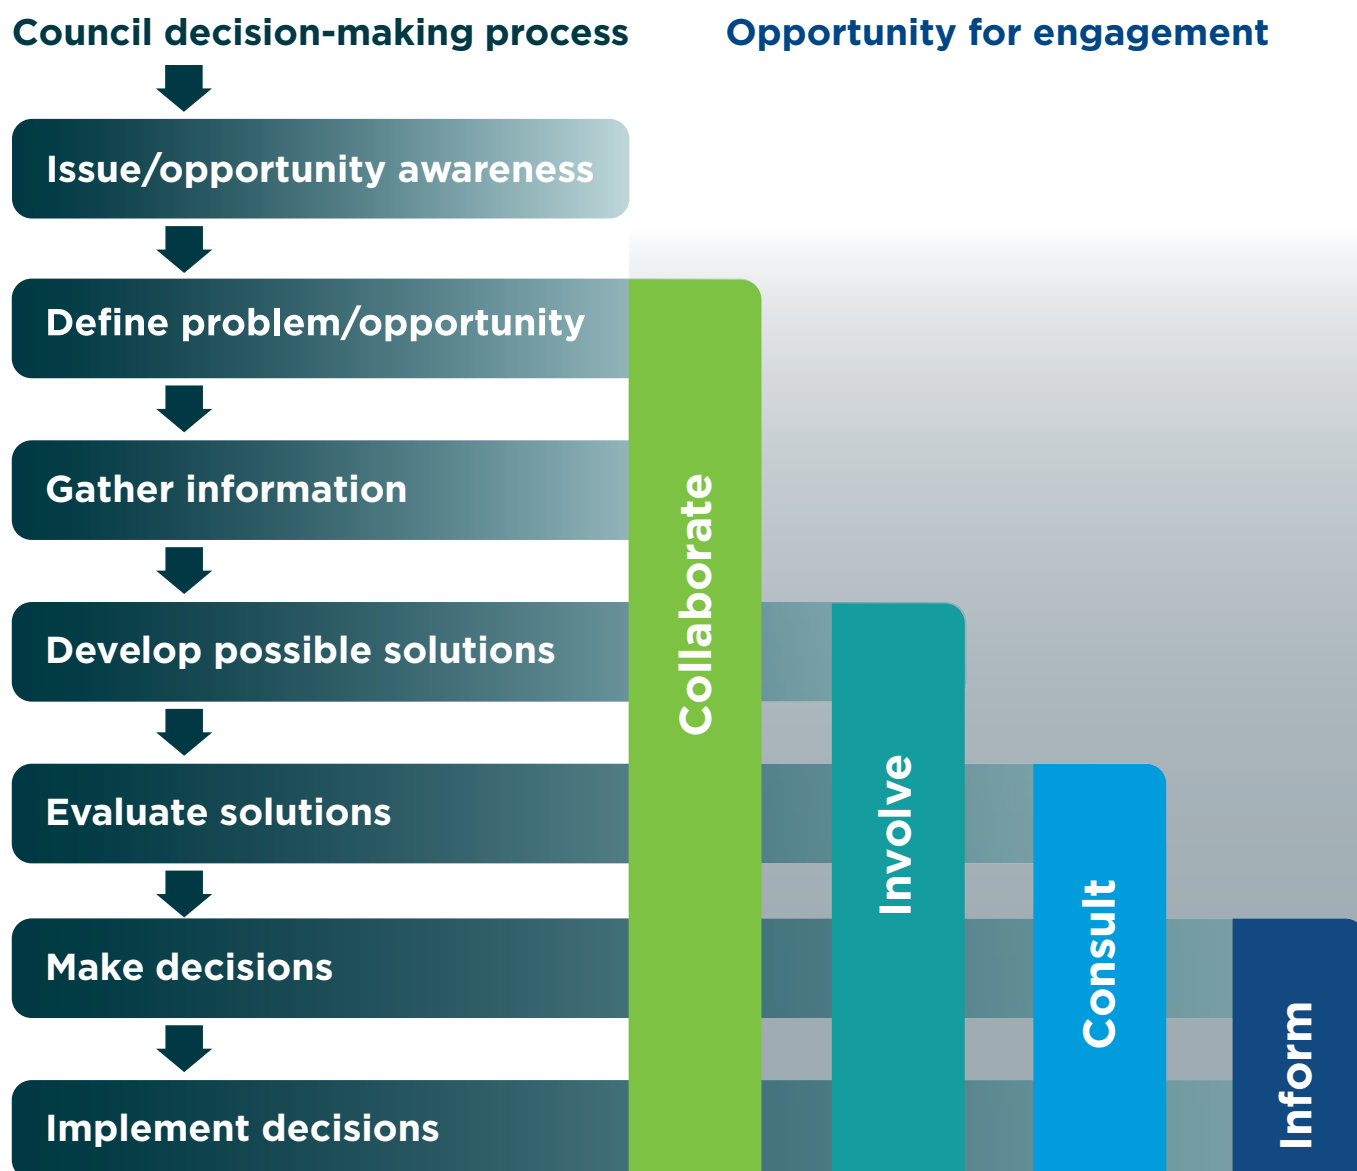 Council decision-making process
Opportunity for engagement
Issue/opportunity awareness
Define problem/opportunity
Gather information
Develop possible solutions
Evaluate solutions
Make decisions
Implement decisions
Collaborate
Involve
Consult
Inform